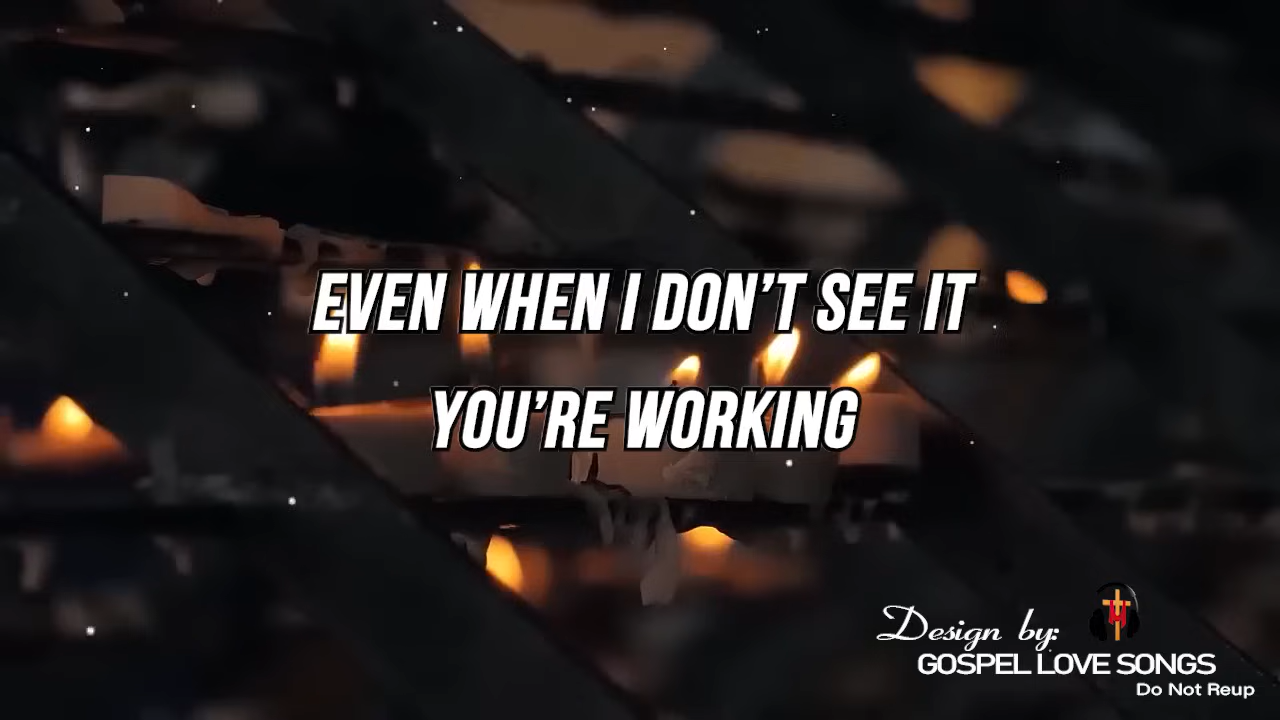 EVEN WHEN I DON'T SEE IT
YOU'RE WORKING
Design by:
GOSPEL LOVE SONGS
Do Not Reup